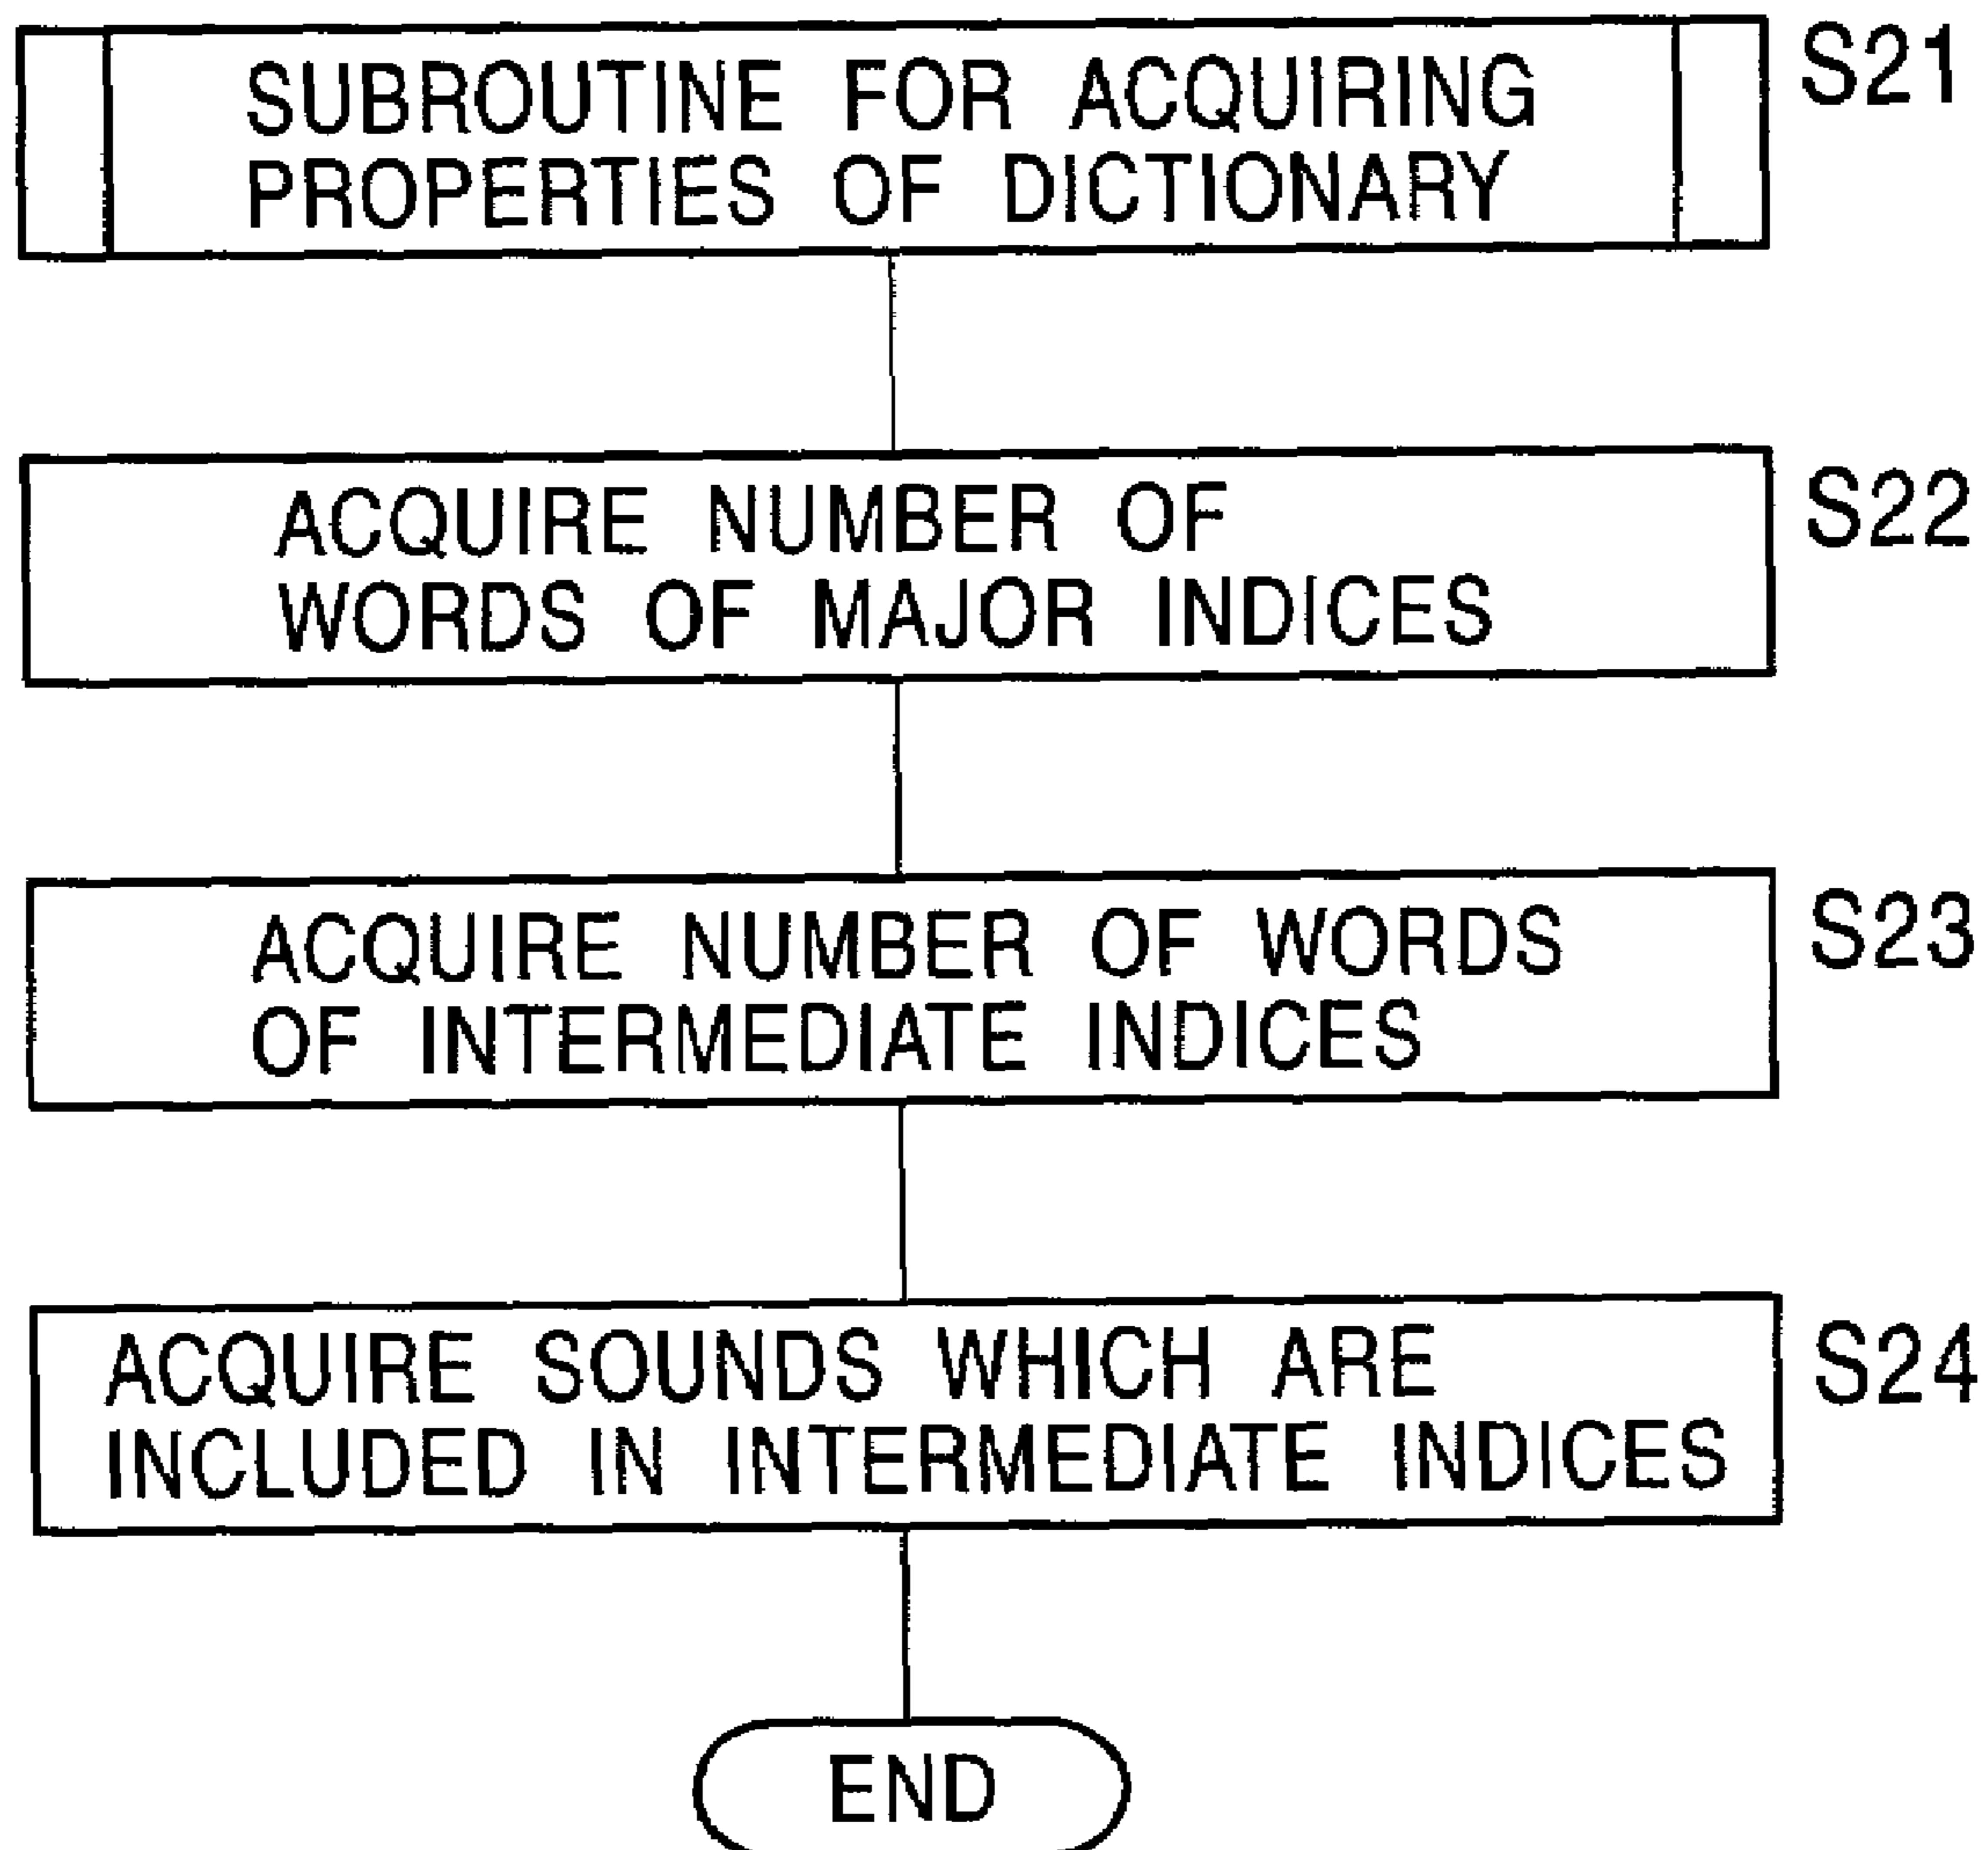 SUBROUTINE FOR ACQUIRING
PROPERTIES OF DICTIONARY
S21
ACQUIRE NUMBER OF
WORDS OF MAJOR INDICES
S22
ACQUIRE NUMBER OF WORDS
OF INTERMEDIATE INDICES
S23
ACQUIRE SOUNDS WHICH ARE
INCLUDED IN INTERMEDIATE INDICES
S24
END